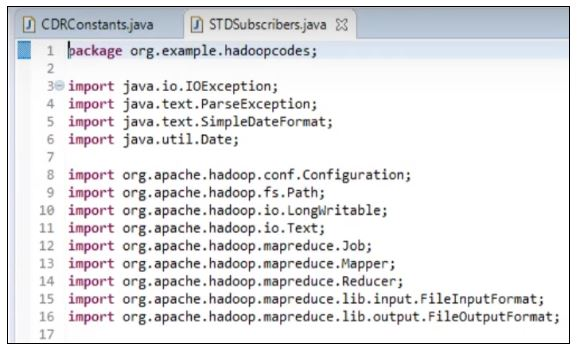 CDRConstants.java STDSubscribers.java
1 package org.example.hadoopcodes;
2
3 import java.io.IOException;
4 import java.text.ParseException;
5 import java.text.SimpleDateFormat;
6 import java.util.Date;
7
8 import org.apache.hadoop.conf.Configuration;
9 import org.apache.hadoop.fs.Path;
10 import org.apache.hadoop.io.LongWritable;
11 import org.apache.hadoop.io.Text;
12 import org.apache.hadoop.mapreduce.Job;
13 import org.apache.hadoop.mapreduce.Mapper;
14 import org.apache.hadoop.mapreduce.Reducer;
15 import org.apache.hadoop.mapreduce.lib.input.FileInputFormat;
16 import org.apache.hadoop.mapreduce.lib.output.FileOutputFormat;
17